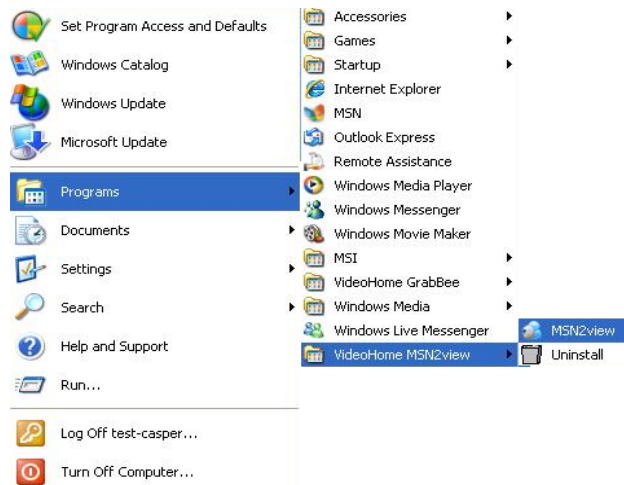 Set Program Access and Defaults
Windows Catalog
Windows Update
Microsoft Update
Programs
Documents
Settings
Search
Help and Support
Run...
Log Off test-casper...
Turn Off Computer...
Accessories
Games
Startup
Internet Explorer
MSN
Outlook Express
Remote Assistance
Windows Media Player
Windows Messenger
Windows Movie Maker
MSI
VideoHome GrabBee
Windows Media
Windows Live Messenger
VideoHome MSN2view
MSN2view
Uninstall